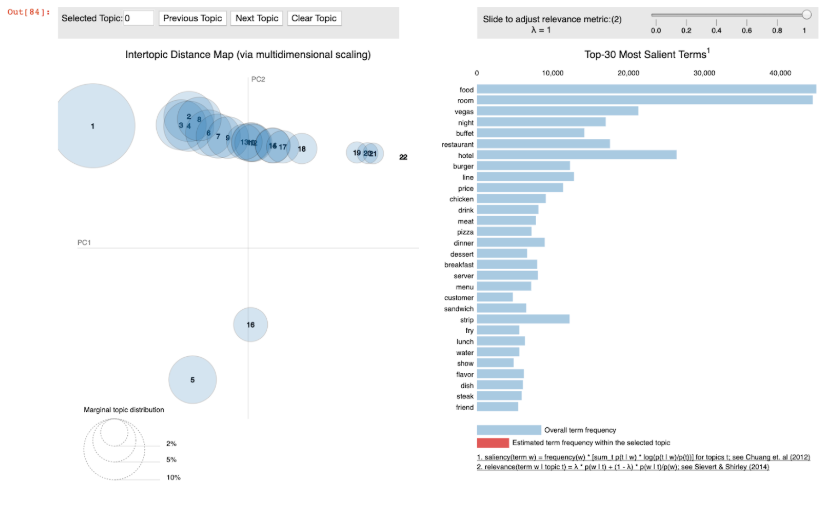 Out[84]:
Selected Topic: 0 Previous Topic Next Topic Clear Topic
Slide to adjust relevance metric:(2)
λ = 1
0.0 0.2 0.4 0.6 0.8 1
Intertopic Distance Map (via multidimensional scaling)
PC2
PC1
1
2
3
4
8
6
7
9
17
18
19
21
22
16
5
Marginal topic distribution
2%
5%
10%
Top-30 Most Salient Terms1
0 10,000 20,000 30,000 40,000
food
room
vegas
night
buffet
restaurant
hotel
burger
line
price
chicken
drink
meat
pizza
dinner
dessert
breakfast
server
menu
customer
sandwich
strip
fry
lunch
water
show
flavor
dish
steak
friend
Overall term frequency
Estimated term frequency within the selected topic
1. saliency(term w) = frequency(w) * [sum_t p(t | w) * log(p(t | w)/p(t))] for topics t; see Chuang et. al (2012)
2. relevance(term w | topic t) = λ * p(w | t) + (1 - λ) * p(w | t)/p(w); see Sievert & Shirley (2014)